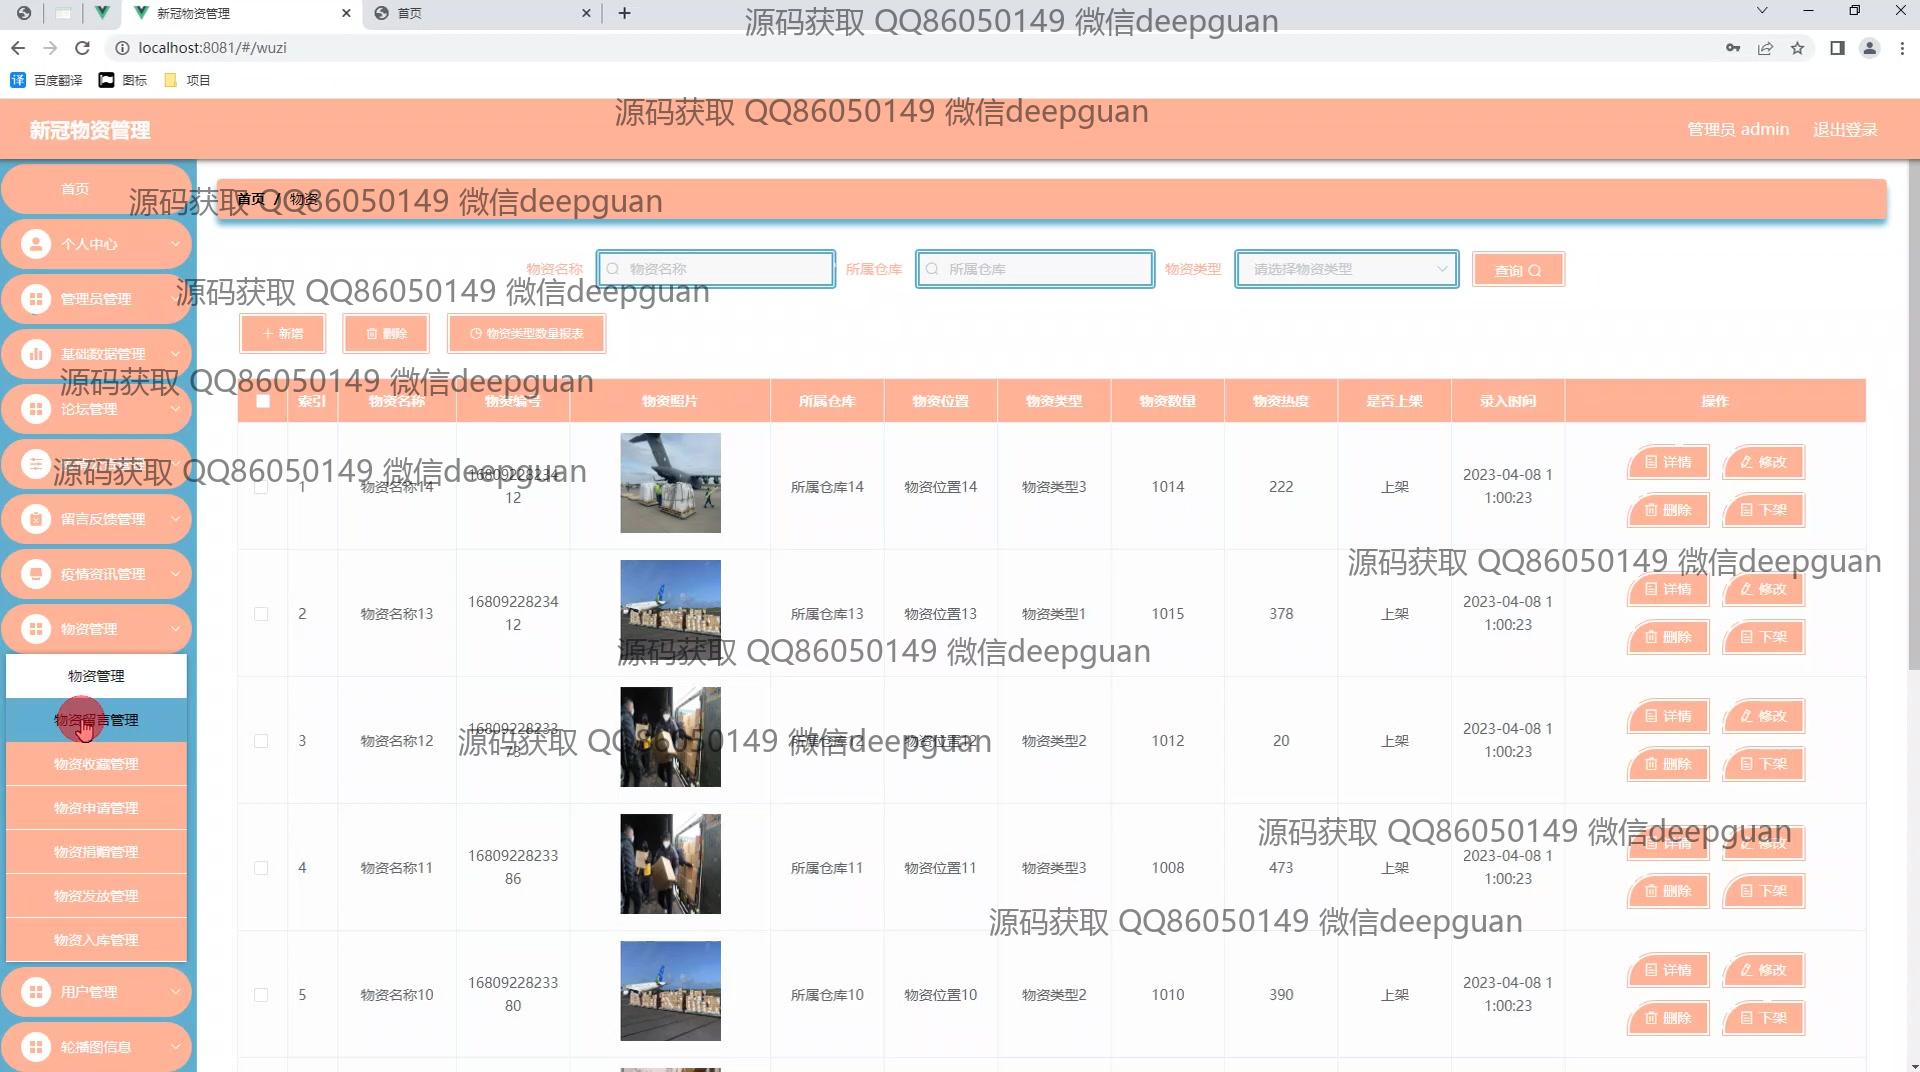 新冠物资管理
首页
源码获取 QQ86050149 微信deepguan
localhost:8081/#/wuzi
百度翻译
图标
项目
源码获取 QQ86050149 微信deepguan
新冠物资管理
管理员 admin
退出登录
首页
源码获取 QQ86050149 微信deepguan
首页 / 物资
个人中心
物资名称
物资名称
所属仓库
所属仓库
物资类型
请选择物资类型
查询
管理员管理
源码获取 QQ86050149 微信deepguan
新增
删除
物资类型数量报表
基础数据管理
源码获取 QQ86050149 微信deepguan
论坛管理
索引 物资名称 物资编号 物资照片 所属仓库 物资位置 物资类型 物资数量 物资热度 是否上架 录入时间 操作
源码获取 QQ86050149 微信deepguan
1 物资名称14 1680922823412 所属仓库14 物资位置14 物资类型3 1014 222 上架 2023-04-08 11:00:23
详情 修改
删除 下架
留言反馈管理
源码获取 QQ86050149 微信deepguan
疫情资讯管理
2 物资名称13 1680922823412 所属仓库13 物资位置13 物资类型1 1015 378 上架 2023-04-08 11:00:23
详情 修改
删除 下架
物资管理
源码获取 QQ86050149 微信deepguan
物资管理
物资留言管理
3 物资名称12 所属仓库12 物资位置12 物资类型2 1012 20 上架 2023-04-08 11:00:23
详情 修改
删除 下架
源码获取 QQ86050149 微信deepguan
物资收藏管理
物资申请管理
源码获取 QQ86050149 微信deepguan
物资捐赠管理
4 物资名称11 1680922823386 所属仓库11 物资位置11 物资类型3 1008 473 上架 2023-04-08 11:00:23
详情 修改
删除 下架
物资发放管理
源码获取 QQ86050149 微信deepguan
物资入库管理
5 物资名称10 1680922823380 所属仓库10 物资位置10 物资类型2 1010 390 上架 2023-04-08 11:00:23
详情 修改
删除 下架
用户管理
轮播图信息